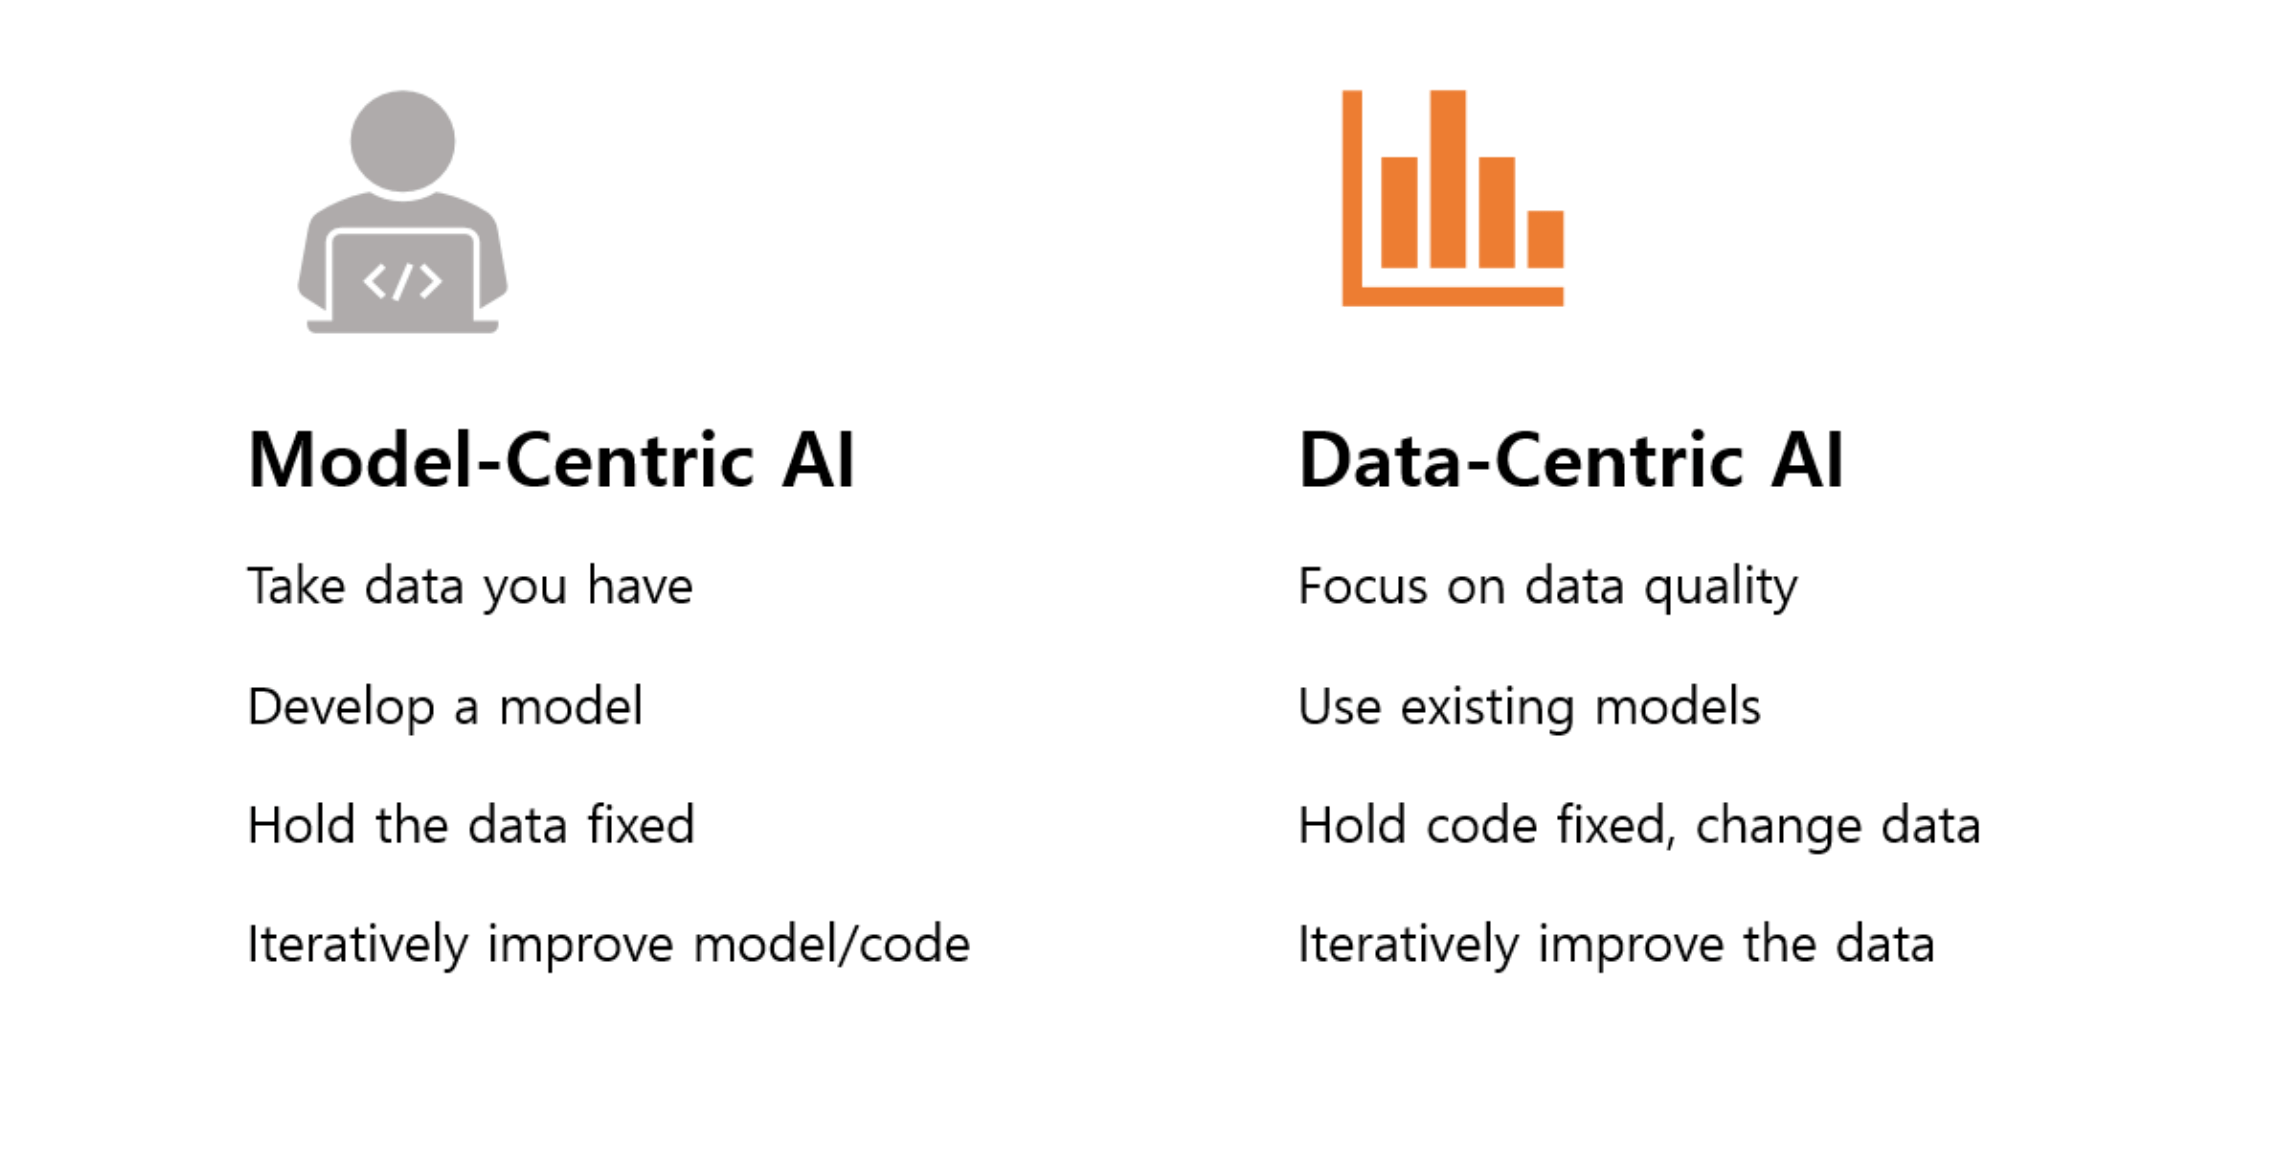 </>
Model-Centric AI
Take data you have
Develop a model
Hold the data fixed
Iteratively improve model/code
Data-Centric AI
Focus on data quality
Use existing models
Hold code fixed, change data
Iteratively improve the data